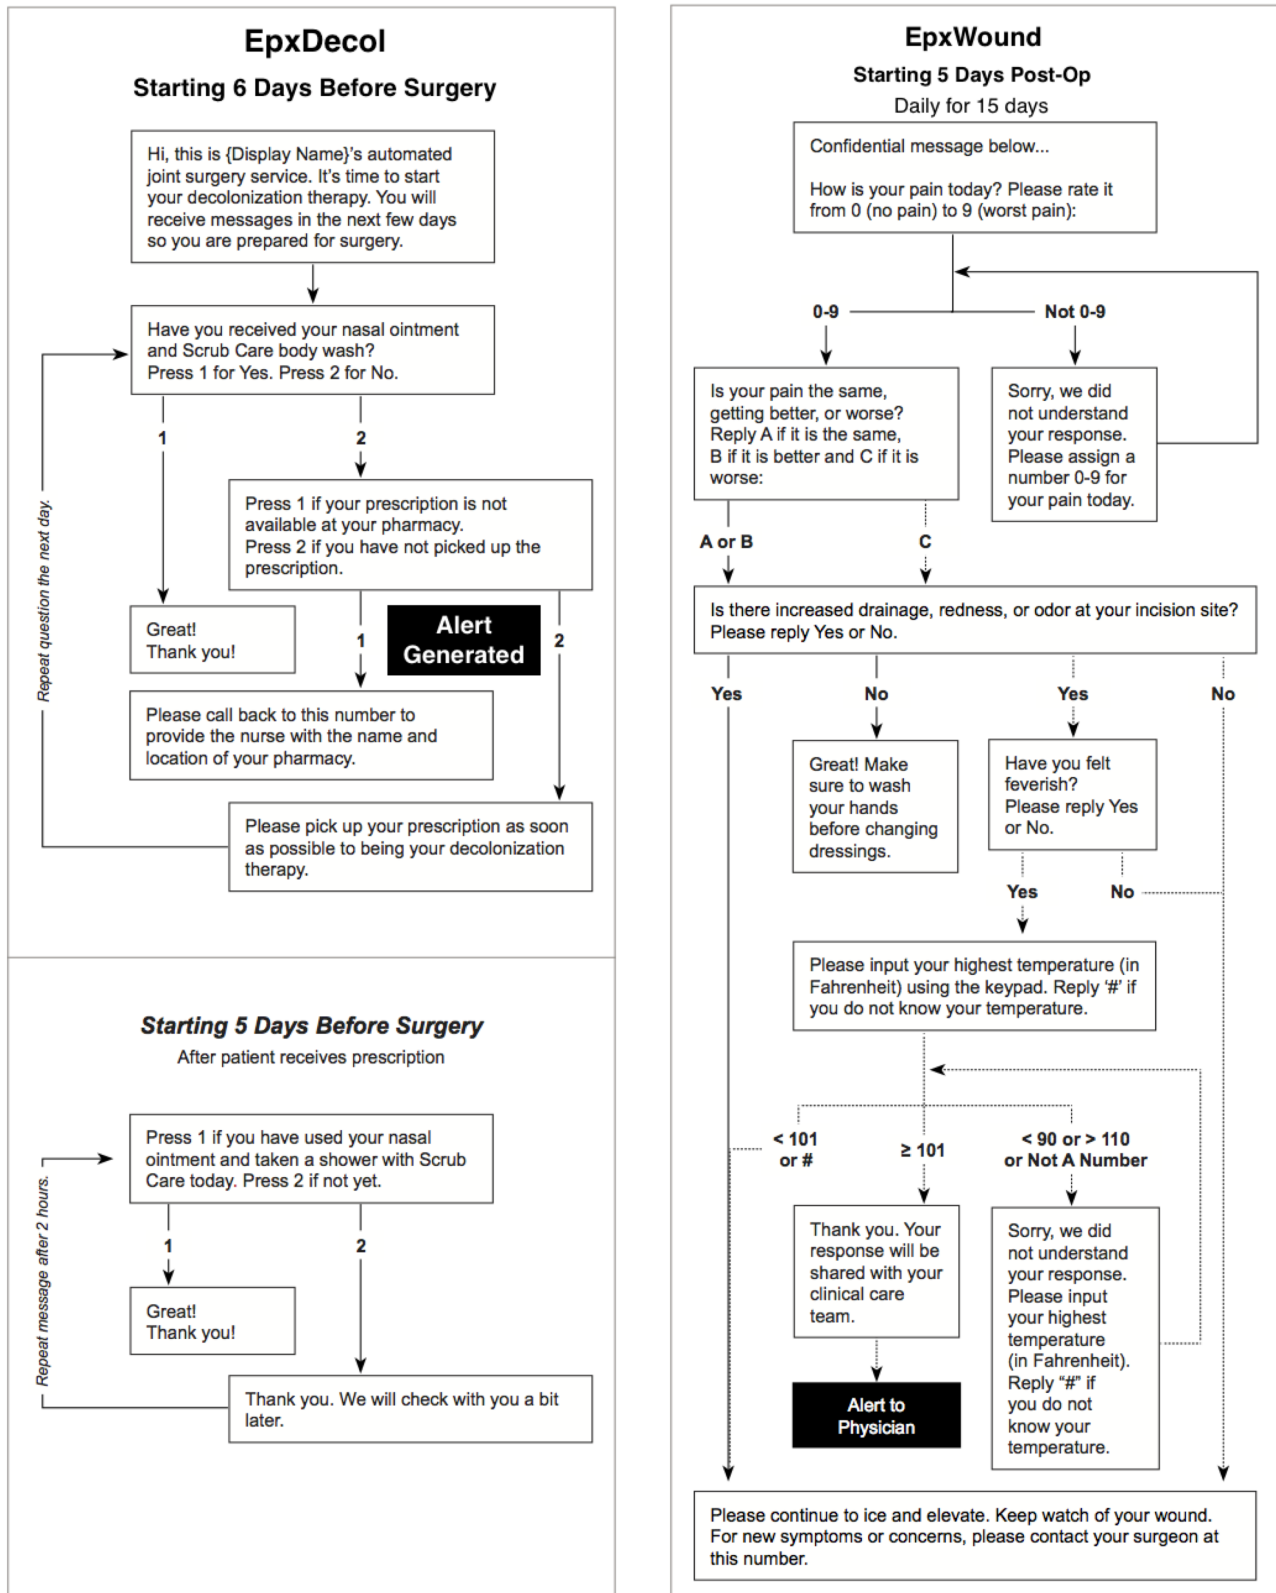 EpxDecol
Starting 6 Days Before Surgery
Hi, this is {Display Name}'s automated
joint surgery service. It's time to start
your decolonization therapy. You will
receive messages in the next few days
so you are prepared for surgery.
Have you received your nasal ointment
and Scrub Care body wash?
Press 1 for Yes. Press 2 for No.
1
2
Repeat question the next day.
Press 1 if your prescription is not
available at your pharmacy.
Press 2 if you have not picked up the
prescription.
Great!
Thank you!
1
Alert
Generated
2
Please call back to this number to
provide the nurse with the name and
location of your pharmacy.
Please pick up your prescription as soon
as possible to being your decolonization
therapy.
Starting 5 Days Before Surgery
After patient receives prescription
Press 1 if you have used your nasal
ointment and taken a shower with Scrub
Care today. Press 2 if not yet.
Repeat message after 2 hours.
1
2
Great!
Thank you!
Thank you. We will check with you a bit
later.
EpxWound
Starting 5 Days Post-Op
Daily for 15 days
Confidential message below...
How is your pain today? Please rate it
from 0 (no pain) to 9 (worst pain):
0-9
Not 0-9
Is your pain the same,
getting better, or worse?
Reply A if it is the same,
B if it is better and C if it is
worse:
Sorry, we did
not understand
your response.
Please assign a
number 0-9 for
your pain today.
A or B
C
Is there increased drainage, redness, or odor at your incision site?
Please reply Yes or No.
Yes
No
Yes
No
Great! Make
sure to wash
your hands
before changing
dressings.
Have you felt
feverish?
Please reply Yes
or No.
Yes
No
Please input your highest temperature (in
Fahrenheit) using the keypad. Reply '#' if
you do not know your temperature.
< 101
or #
≥ 101
< 90 or > 110
or Not A Number
Thank you. Your
response will be
shared with your
clinical care
team.
Sorry, we did
not understand
your response.
Please input
your highest
temperature
(in Fahrenheit).
Reply "#" if
you do not
know your
temperature.
Alert to
Physician
Please continue to ice and elevate. Keep watch of your wound.
For new symptoms or concerns, please contact your surgeon at
this number.